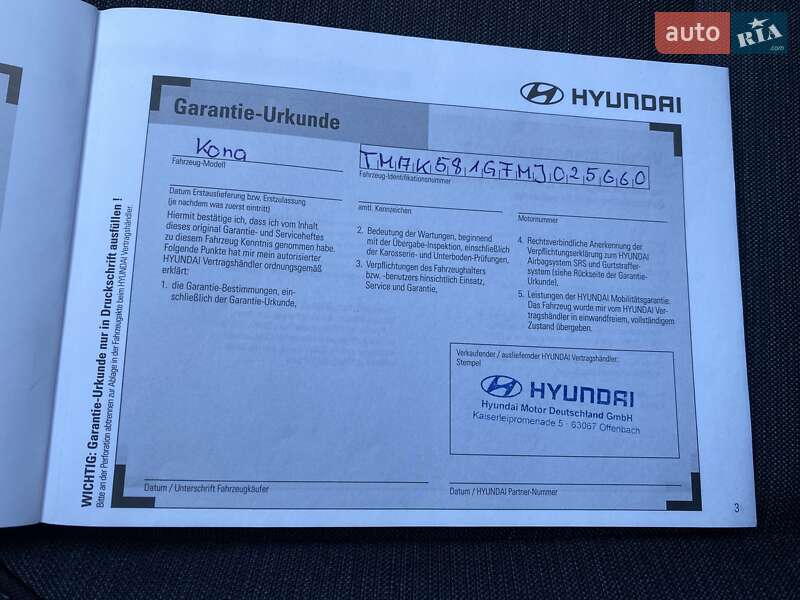 auto RIA .com
HYUNDAI
Garantie-Urkunde
Kona
Fahrzeug-Modell
TMAK581GFMJ025660
Fahrzeug-Identifikationsnummer
Datum Erstauslieferung bzw. Erstzulassung
(je nachdem was zuerst eintritt)
amtl. Kennzeichen
Motornummer
Hiermit bestätige ich, dass ich vom Inhalt
dieses original Garantie- und Serviceheftes
zu diesem Fahrzeug Kenntnis genommen habe.
Folgende Punkte hat mir mein autorisierter
HYUNDAI Vertragshändler ordnungsgemäß
erklärt:
1. die Garantie-Bestimmungen, ein-
schließlich der Garantie-Urkunde,
2. Bedeutung der Wartungen, beginnend
mit der Übergabe-Inspektion, einschließlich
der Karosserie- und Unterboden-Prüfungen,
3. Verpflichtungen des Fahrzeughalters
bzw. -benutzers hinsichtlich Einsatz,
Service und Garantie,
4. Rechtsverbindliche Anerkennung der
Verpflichtungserklärung zum HYUNDAI
Airbagsystem SRS und Gurtstraffer-
system (siehe Rückseite der Garantie-
Urkunde),
5. Leistungen der HYUNDAI Mobilitätsgarantie.
Das Fahrzeug wurde mir vom HYUNDAI Ver-
tragshändler in einwandfreiem, vollständigem
Zustand übergeben.
Verkaufender / ausliefernder HYUNDAI Vertragshändler:
Stempel
HYUNDAI
Hyundai Motor Deutschland GmbH
Kaiserleipromenade 5 · 63067 Offenbach
Datum / Unterschrift Fahrzeugkäufer
Datum / HYUNDAI Partner-Nummer
3
WICHTIG: Garantie-Urkunde nur in Druckschrift ausfüllen !
Bitte an der Perforation abtrennen zur Ablage in der Fahrzeugakte beim HYUNDAI Vertragshändler.